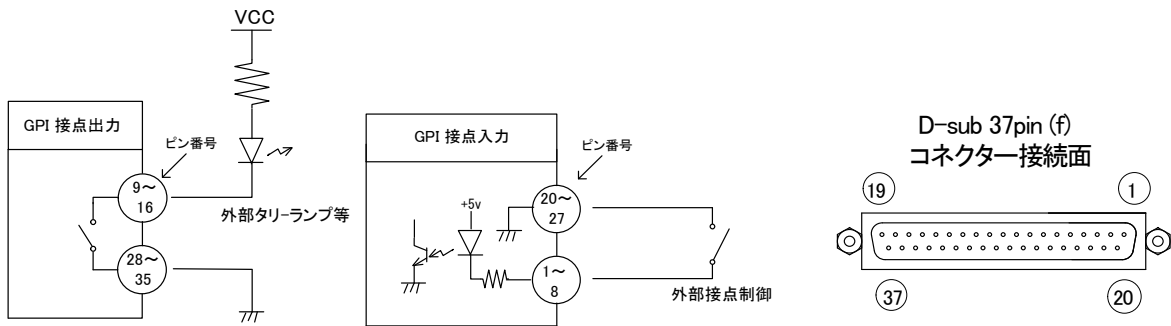 VCC
GPI 接点出力
ピン番号
9～
16
外部タリーランプ等
28～
35
GPI 接点入力
ピン番号
+5v
20～
27
1～
8
外部接点制御
D-sub 37pin (f)
コネクター接続面
19
1
37
20